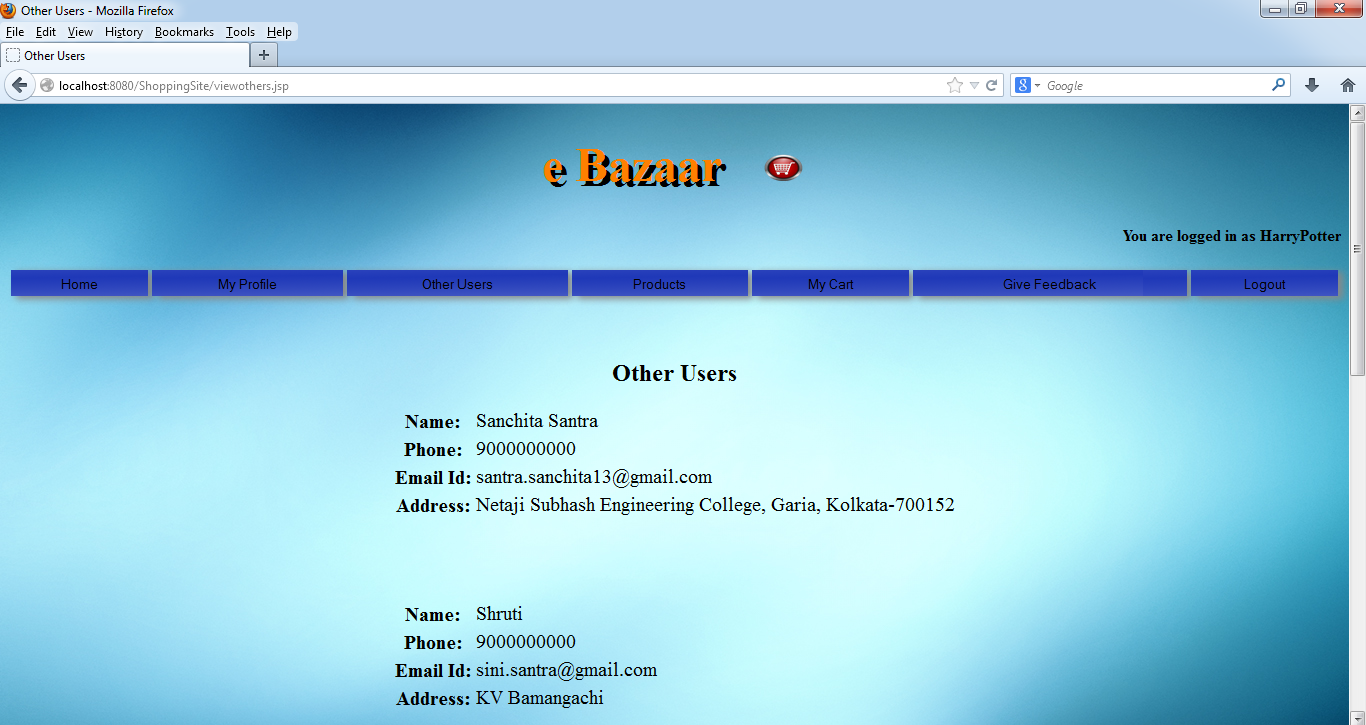 Other Users - Mozilla Firefox
File Edit View History Bookmarks Tools Help
Other Users
localhost:8080/ShoppingSite/viewothers.jsp Google
e Bazaar
You are logged in as HarryPotter
Home My Profile Other Users Products My Cart Give Feedback Logout
Other Users
Name: Sanchita Santra
Phone: 9000000000
Email Id: santra.sanchita13@gmail.com
Address: Netaji Subhash Engineering College, Garia, Kolkata-700152
Name: Shruti
Phone: 9000000000
Email Id: sini.santra@gmail.com
Address: KV Bamangachi